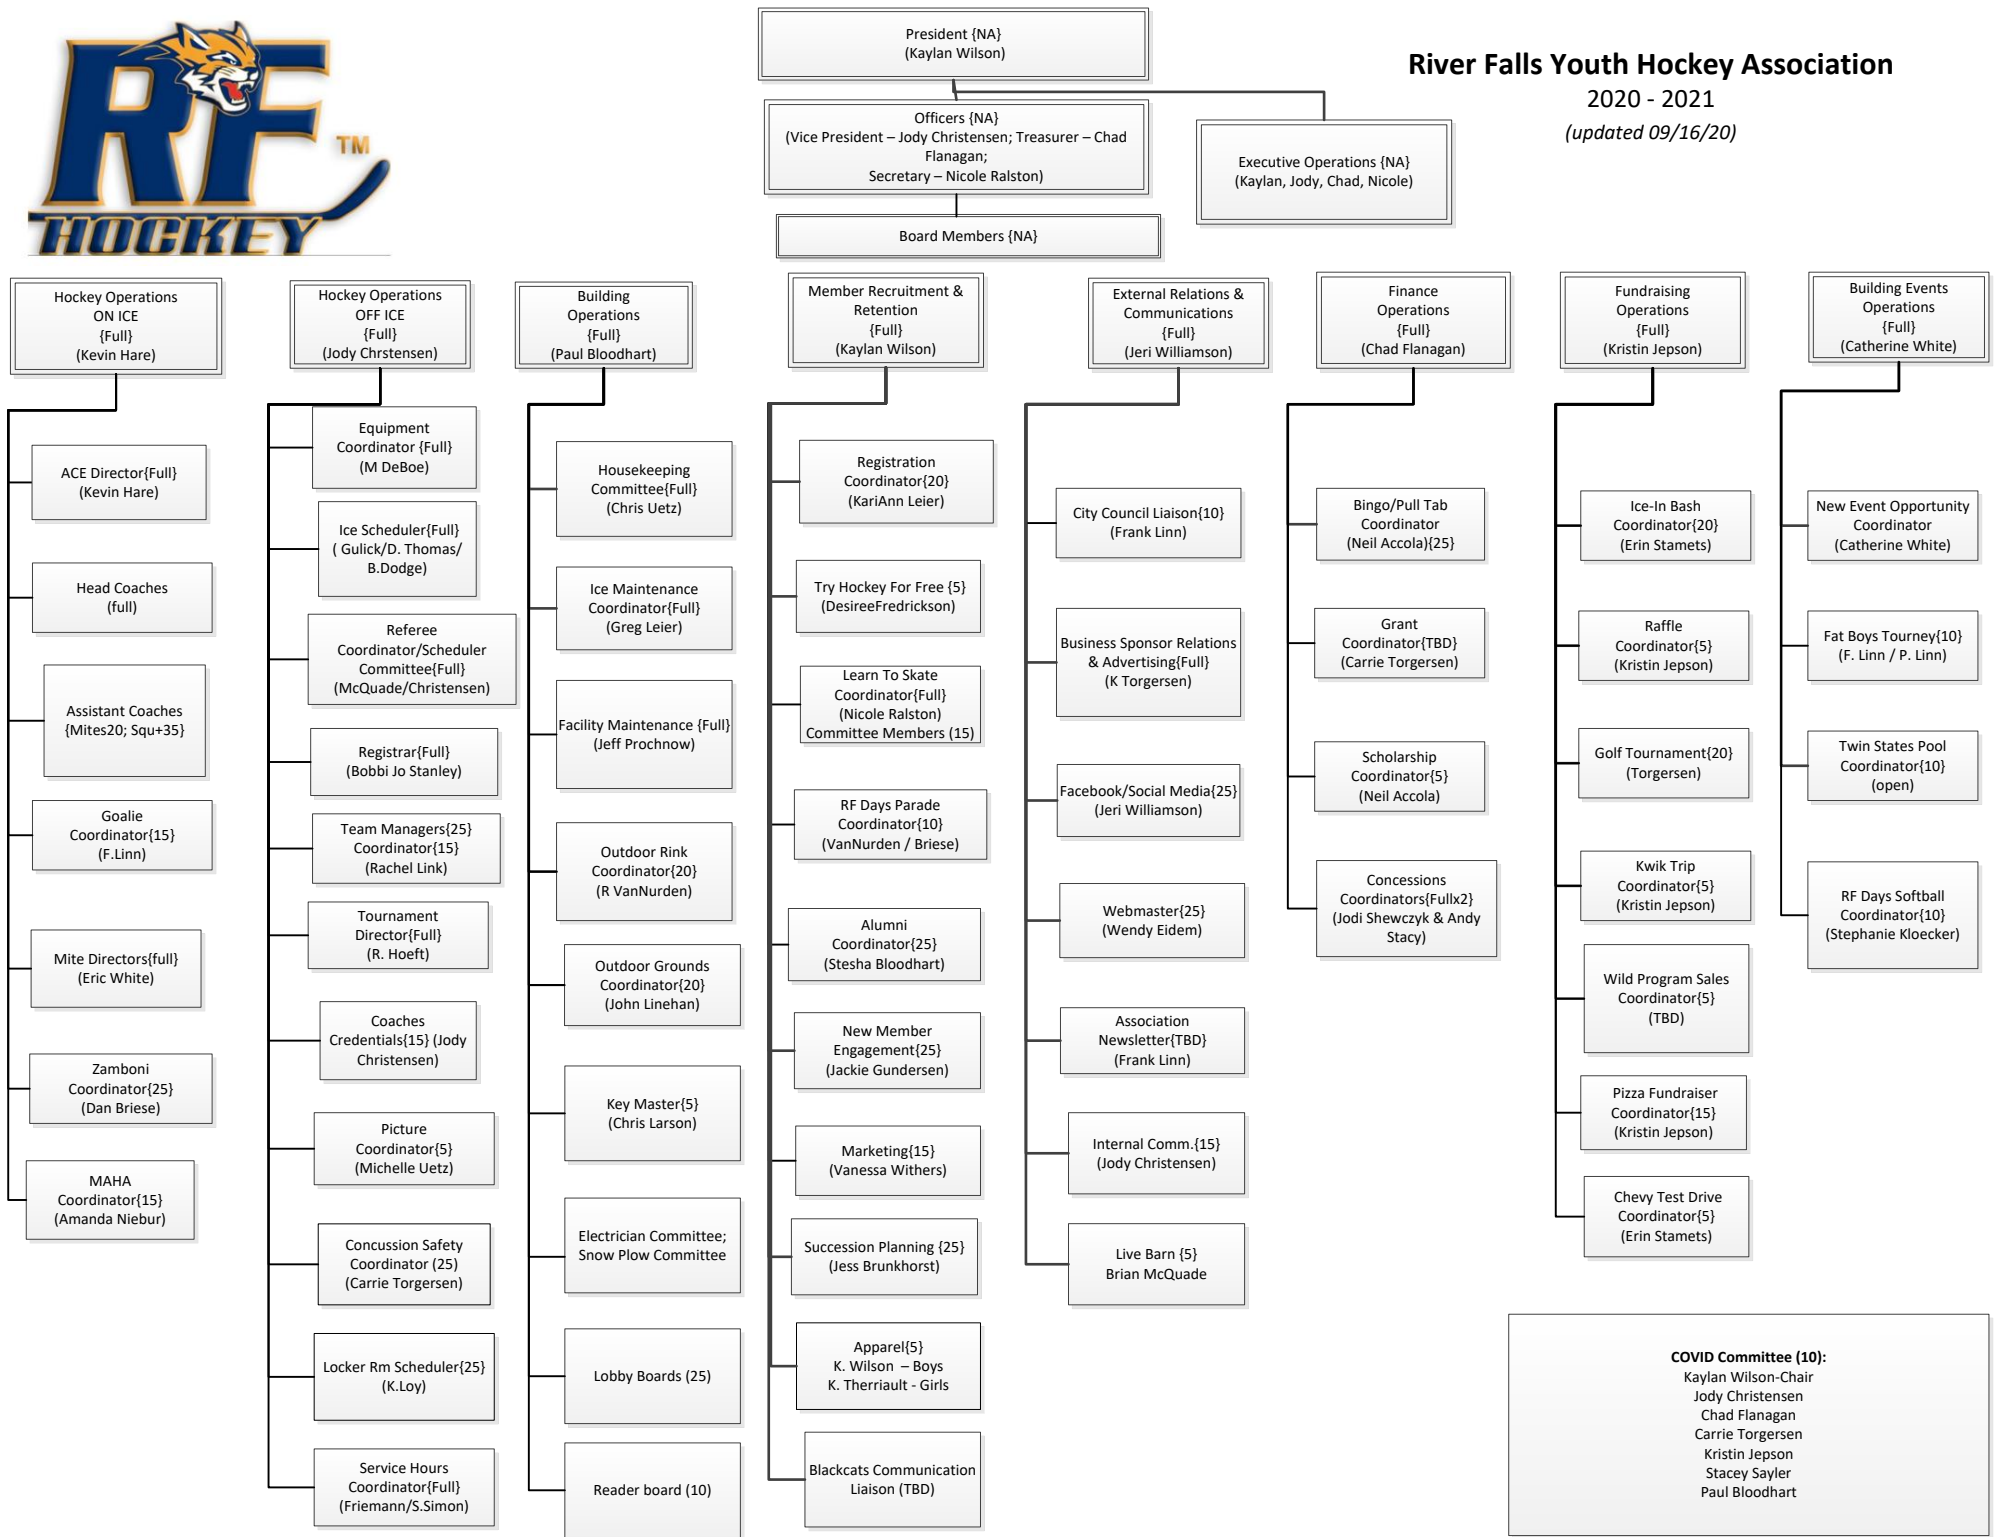 RF
TM
HOCKEY
President {NA}
(Kaylan Wilson)
River Falls Youth Hockey Association
2020 - 2021
(updated 09/16/20)
Officers {NA}
(Vice President – Jody Christensen; Treasurer – Chad
Flanagan;
Secretary – Nicole Ralston)
Executive Operations {NA}
(Kaylan, Jody, Chad, Nicole)
Board Members {NA}
Hockey Operations
ON ICE
{Full}
(Kevin Hare)
ACE Director{Full}
(Kevin Hare)
Head Coaches
(full)
Assistant Coaches
{Mites20; Squ+35}
Goalie
Coordinator{15}
(F.Linn)
Mite Directors{full}
(Eric White)
Zamboni
Coordinator{25}
(Dan Briese)
MAHA
Coordinator{15}
(Amanda Niebur)
Hockey Operations
OFF ICE
{Full}
(Jody Chrstensen)
Equipment
Coordinator {Full}
(M DeBoe)
Ice Scheduler{Full}
( Gulick/D. Thomas/
B.Dodge)
Referee
Coordinator/Scheduler
Committee{Full}
(McQuade/Christensen)
Registrar{Full}
(Bobbi Jo Stanley)
Team Managers{25}
Coordinator{15}
(Rachel Link)
Tournament
Director{Full}
(R. Hoeft)
Coaches
Credentials{15} (Jody
Christensen)
Picture
Coordinator{5}
(Michelle Uetz)
Concussion Safety
Coordinator (25)
(Carrie Torgersen)
Locker Rm Scheduler{25}
(K.Loy)
Service Hours
Coordinator{Full}
(Friemann/S.Simon)
Building
Operations
{Full}
(Paul Bloodhart)
Housekeeping
Committee{Full}
(Chris Uetz)
Ice Maintenance
Coordinator{Full}
(Greg Leier)
Facility Maintenance {Full}
(Jeff Prochnow)
Outdoor Rink
Coordinator{20}
(R VanNurden)
Outdoor Grounds
Coordinator{20}
(John Linehan)
Key Master{5}
(Chris Larson)
Electrician Committee;
Snow Plow Committee
Lobby Boards (25)
Reader board (10)
Member Recruitment &
Retention
{Full}
(Kaylan Wilson)
Registration
Coordinator{20}
(KariAnn Leier)
Try Hockey For Free {5}
(DesireeFredrickson)
Learn To Skate
Coordinator{Full}
(Nicole Ralston)
Committee Members (15)
RF Days Parade
Coordinator{10}
(VanNurden / Briese)
Alumni
Coordinator{25}
(Stesha Bloodhart)
New Member
Engagement{25}
(Jackie Gundersen)
Marketing{15}
(Vanessa Withers)
Succession Planning {25}
(Jess Brunkhorst)
Apparel{5}
K. Wilson – Boys
K. Therriault - Girls
Blackcats Communication
Liaison (TBD)
External Relations &
Communications
{Full}
(Jeri Williamson)
City Council Liaison{10}
(Frank Linn)
Business Sponsor Relations
& Advertising{Full}
(K Torgersen)
Facebook/Social Media{25}
(Jeri Williamson)
Webmaster{25}
(Wendy Eidem)
Association
Newsletter{TBD}
(Frank Linn)
Internal Comm.{15}
(Jody Christensen)
Live Barn {5}
Brian McQuade
Finance
Operations
{Full}
(Chad Flanagan)
Bingo/Pull Tab
Coordinator
(Neil Accola){25}
Grant
Coordinator{TBD}
(Carrie Torgersen)
Scholarship
Coordinator{5}
(Neil Accola)
Concessions
Coordinators{Fullx2}
(Jodi Shewczyk & Andy
Stacy)
Fundraising
Operations
{Full}
(Kristin Jepson)
Ice-In Bash
Coordinator{20}
(Erin Stamets)
Raffle
Coordinator{5}
(Kristin Jepson)
Golf Tournament{20}
(Torgersen)
Kwik Trip
Coordinator{5}
(Kristin Jepson)
Wild Program Sales
Coordinator{5}
(TBD)
Pizza Fundraiser
Coordinator{15}
(Kristin Jepson)
Chevy Test Drive
Coordinator{5}
(Erin Stamets)
Building Events
Operations
{Full}
(Catherine White)
New Event Opportunity
Coordinator
(Catherine White)
Fat Boys Tourney{10}
(F. Linn / P. Linn)
Twin States Pool
Coordinator{10}
(open)
RF Days Softball
Coordinator{10}
(Stephanie Kloecker)
COVID Committee (10):
Kaylan Wilson-Chair
Jody Christensen
Chad Flanagan
Carrie Torgersen
Kristin Jepson
Stacey Sayler
Paul Bloodhart